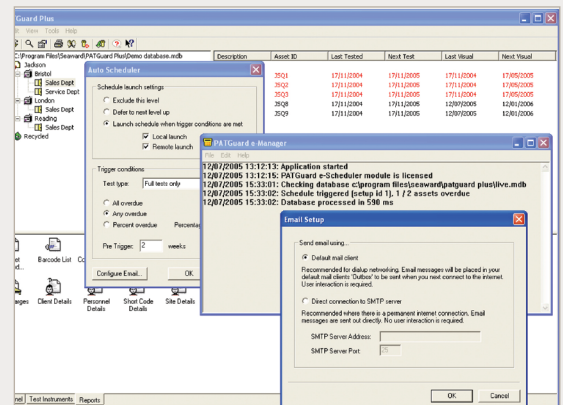 Guard Plus
View Tools Help
C:\Program Files\Seaward\PATGuard Plus\Demo database.mdb
Description Asset ID Last Tested Next Test Last Visual Next Visual
Jackson
Bristol
Sales Dept
Service Dept
London
Sales Dept
Reading
Sales Dept
Recycled
JSQ1 17/11/2004 17/11/2005 17/11/2004 17/05/2005
JSQ2 17/11/2004 17/11/2005 17/11/2004 17/05/2005
JSQ3 17/11/2004 17/11/2005 17/11/2004 17/05/2005
JSQ8 17/11/2004 17/11/2005 12/07/2005 12/01/2006
JSQ9 17/11/2004 17/11/2005 12/07/2005 12/01/2006
Auto Scheduler
Schedule launch settings
Exclude this level
Defer to next level up
Launch schedule when trigger conditions are met
Local launch
Remote launch
Trigger conditions
Test type: Full tests only
All overdue
Any overdue
Percent overdue Percentag
Pre Trigger: 2 weeks
Configure Email... OK
PATGuard e-Manager
File Edit Help
12/07/2005 13:12:13: Application started
12/07/2005 13:12:15: PATGuard e-Scheduler module is licensed
12/07/2005 15:33:01: Checking database c:\program files\seaward\patguard plus\live.mdb
12/07/2005 15:33:02: Schedule triggered [setup id 1]. 1 / 2 assets overdue
12/07/2005 15:33:02: Database processed in 590 ms
Email Setup
Send email using...
Default mail client
Recommended for dialup networking. Email messages will be placed in your
default mail clients 'Outbox' to be sent when you next connect to the internet.
User interaction is required.
Direct connection to SMTP server
Recommended where there is a permanent internet connection. Email
messages are sent out directly. No user interaction is required.
SMTP Server Address:
SMTP Server Port: 25
OK Cancel
Barcode List
Client Details Personnel Details Short Code Details Site Details
Test Instruments Reports